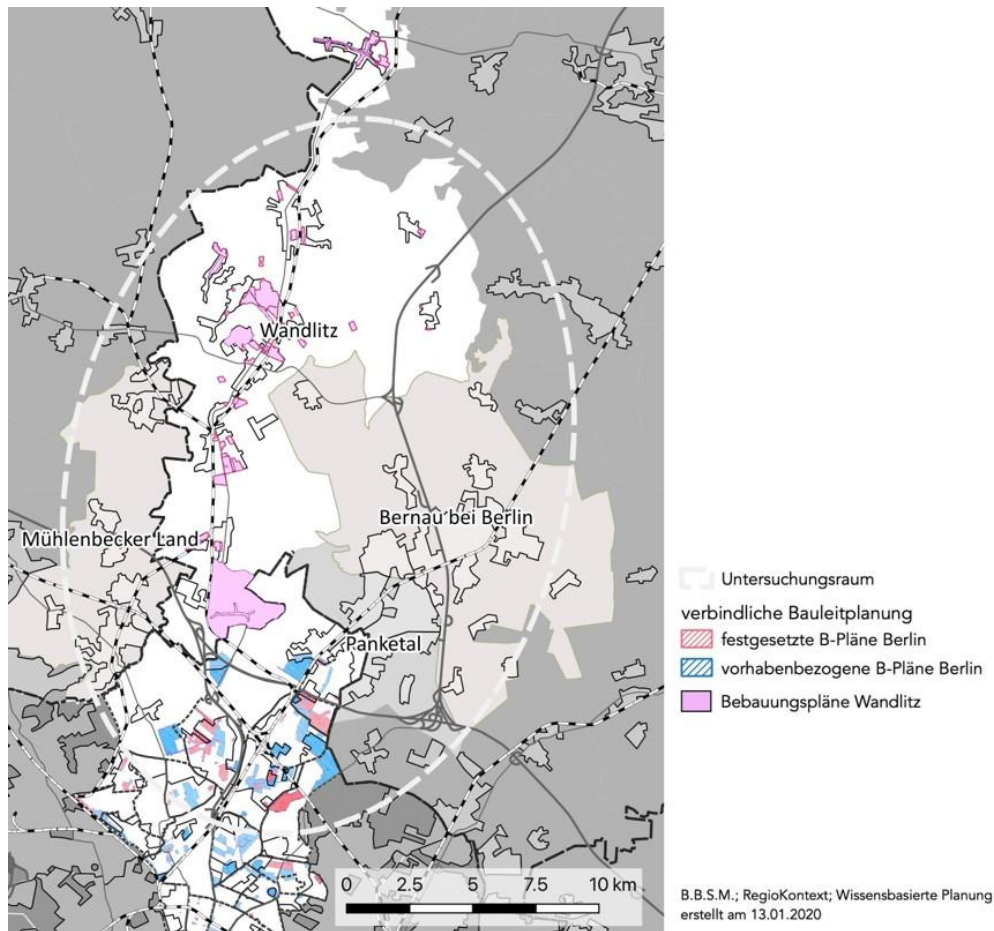 Wandlitz
Bernau bei Berlin
Mühlenbecker Land
Panketal
0 2.5 5 7.5 10 km
Untersuchungsraum
verbindliche Bauleitplanung
festgesetzte B-Pläne Berlin
vorhabenbezogene B-Pläne Berlin
Bebauungspläne Wandlitz
B.B.S.M.; RegioKontext; Wissensbasierte Planung
erstellt am 13.01.2020